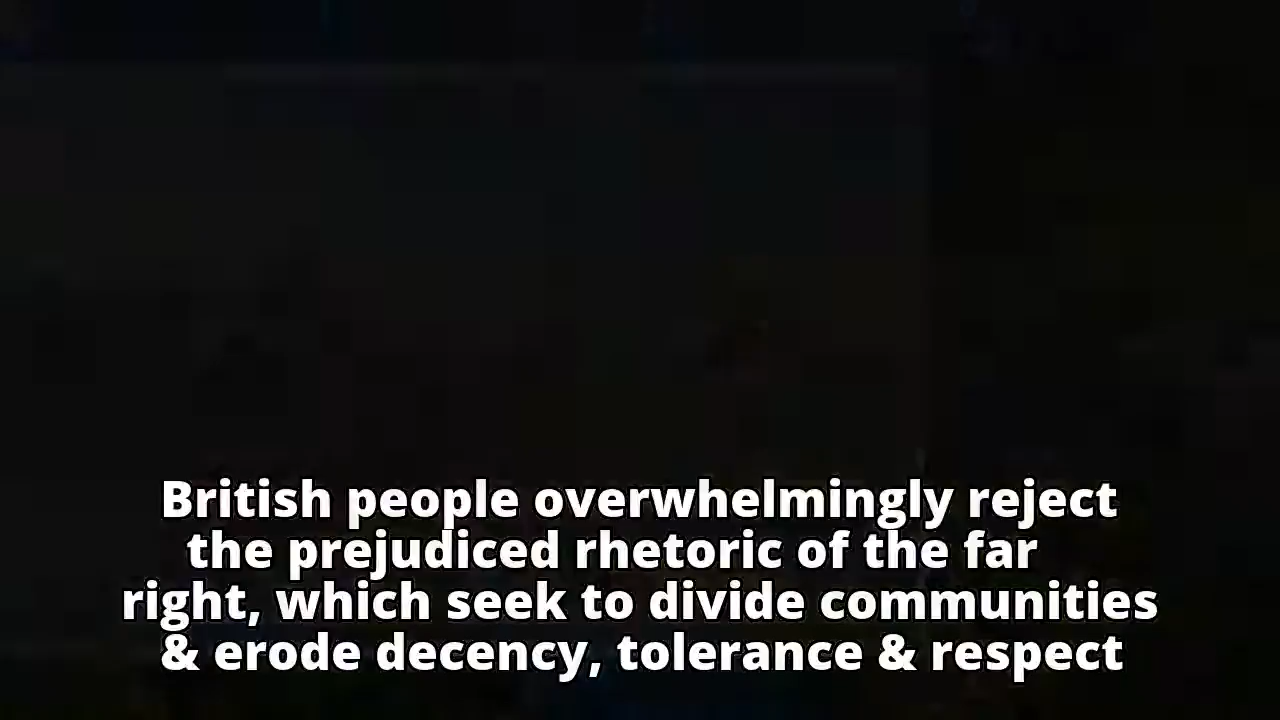 British people overwhelmingly reject
the prejudiced rhetoric of the far
right, which seek to divide communities
& erode decency, tolerance & respect